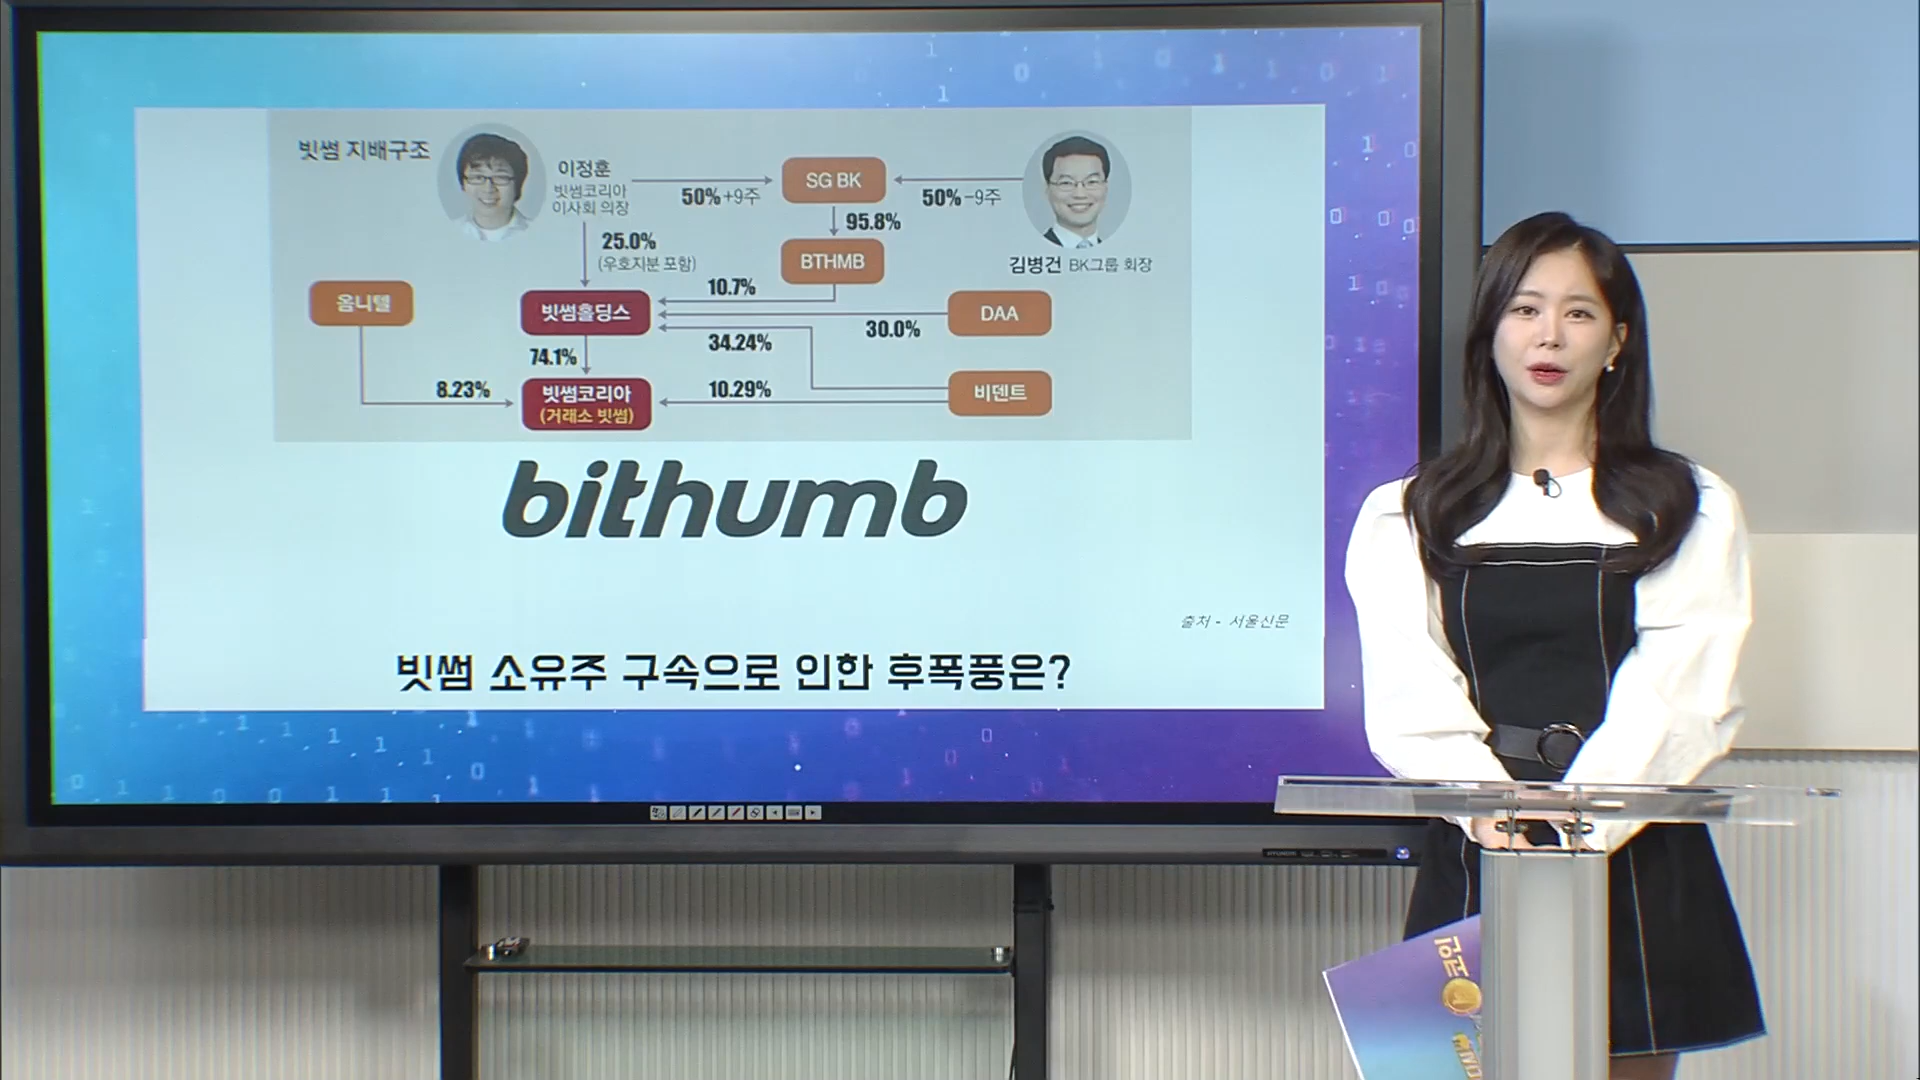 빗썸 지배구조
이정훈
빗썸코리아
이사회 의장
50%+9주
SG BK
50%-9주
95.8%
25.0%
(우호지분 포함)
BTHMB
김병건 BK그룹 회장
10.7%
옴니텔
빗썸홀딩스
DAA
30.0%
34.24%
74.1%
8.23%
빗썸코리아
(거래소 빗썸)
10.29%
비덴트
bithumb
출처 - 서울신문
빗썸 소유주 구속으로 인한 후폭풍은?